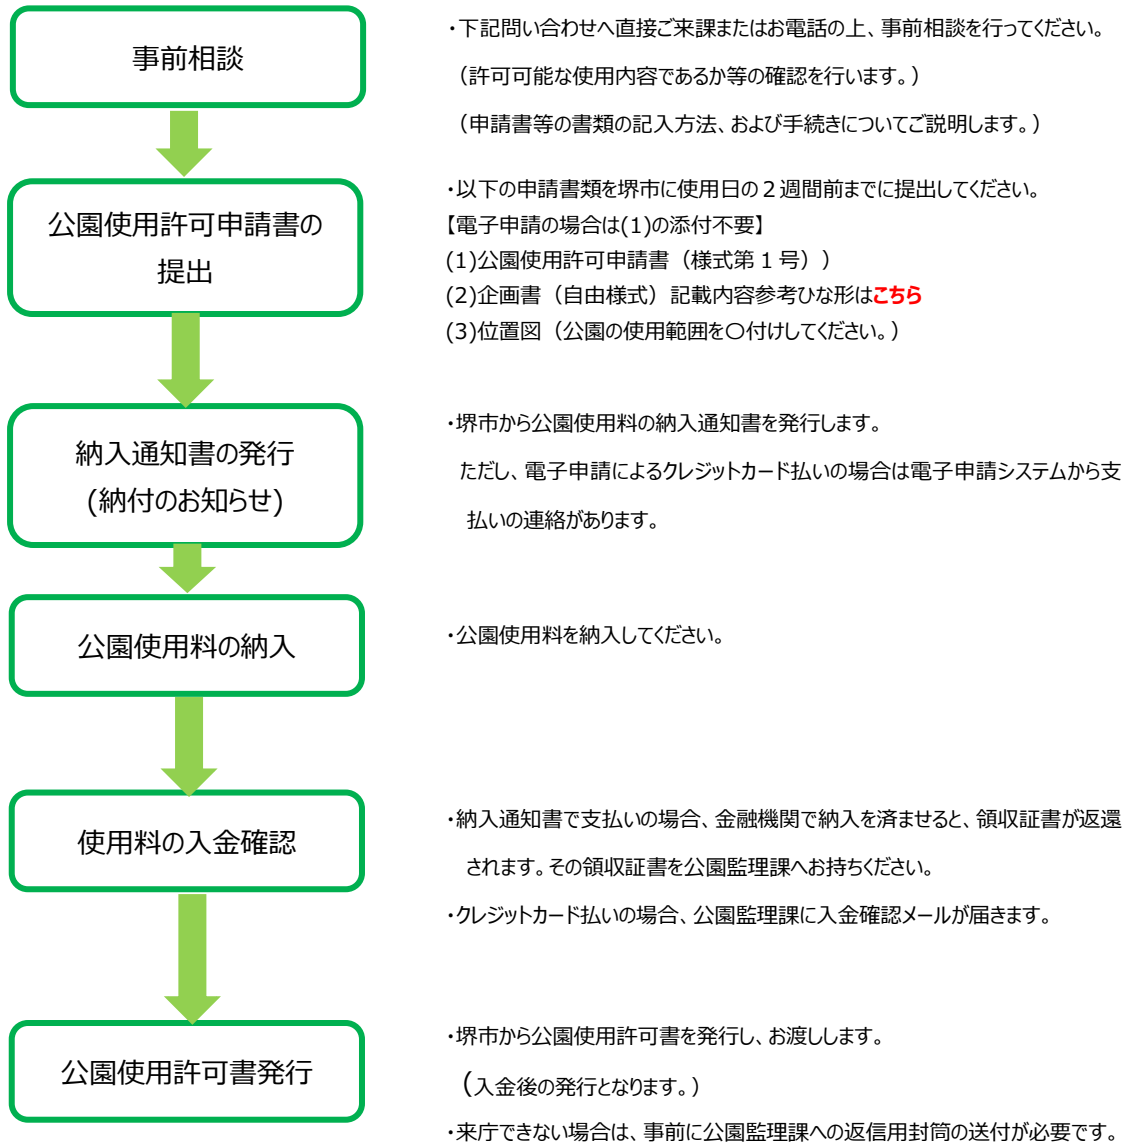 事前相談
・下記問い合わせへ直接ご来課またはお電話の上、事前相談を行ってください。
（許可可能な使用内容であるか等の確認を行います。）
（申請書等の書類の記入方法、および手続きについてご説明します。）
公園使用許可申請書の
提出
・以下の申請書類を堺市に使用日の２週間前までに提出してください。
【電子申請の場合は(1)の添付不要】
(1)公園使用許可申請書（様式第１号））
(2)企画書（自由様式）記載内容参考ひな形はこちら
(3)位置図（公園の使用範囲を〇付けしてください。）
納入通知書の発行
(納付のお知らせ)
・堺市から公園使用料の納入通知書を発行します。
ただし、電子申請によるクレジットカード払いの場合は電子申請システムから支
払いの連絡があります。
公園使用料の納入
・公園使用料を納入してください。
使用料の入金確認
・納入通知書で支払いの場合、金融機関で納入を済ませると、領収証書が返還
されます。その領収証書を公園監理課へお持ちください。
・クレジットカード払いの場合、公園監理課に入金確認メールが届きます。
公園使用許可書発行
・堺市から公園使用許可書を発行し、お渡しします。
（入金後の発行となります。）
・来庁できない場合は、事前に公園監理課への返信用封筒の送付が必要です。